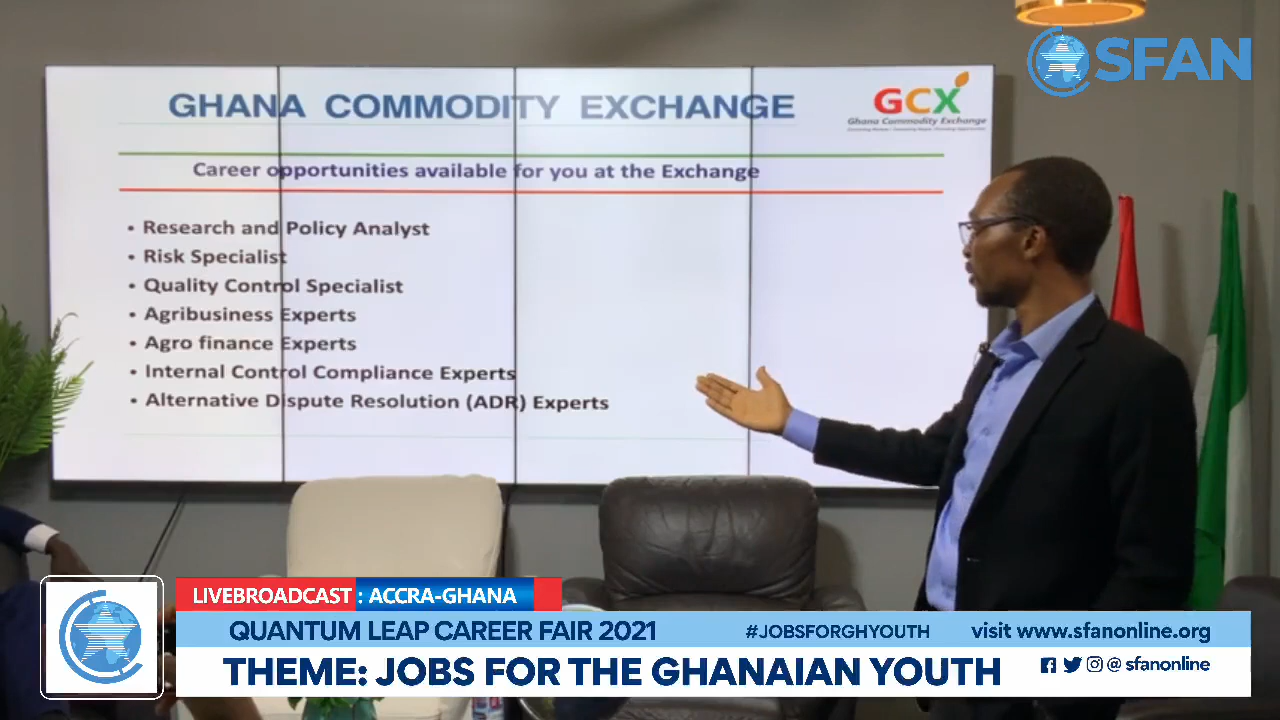 SFAN
GHANA COMMODITY EXCHANGE
GCX
Ghana Commodity Exchange
Career opportunities available for you at the Exchange
• Research and Policy Analyst
• Risk Specialist
• Quality Control Specialist
• Agribusiness Experts
• Agro finance Experts
• Internal Control Compliance Experts
• Alternative Dispute Resolution (ADR) Experts
LIVEBROADCAST : ACCRA-GHANA
QUANTUM LEAP CAREER FAIR 2021 #JOBSFORGHYOUTH visit www.sfanonline.org
THEME: JOBS FOR THE GHANAIAN YOUTH @ sfanonline